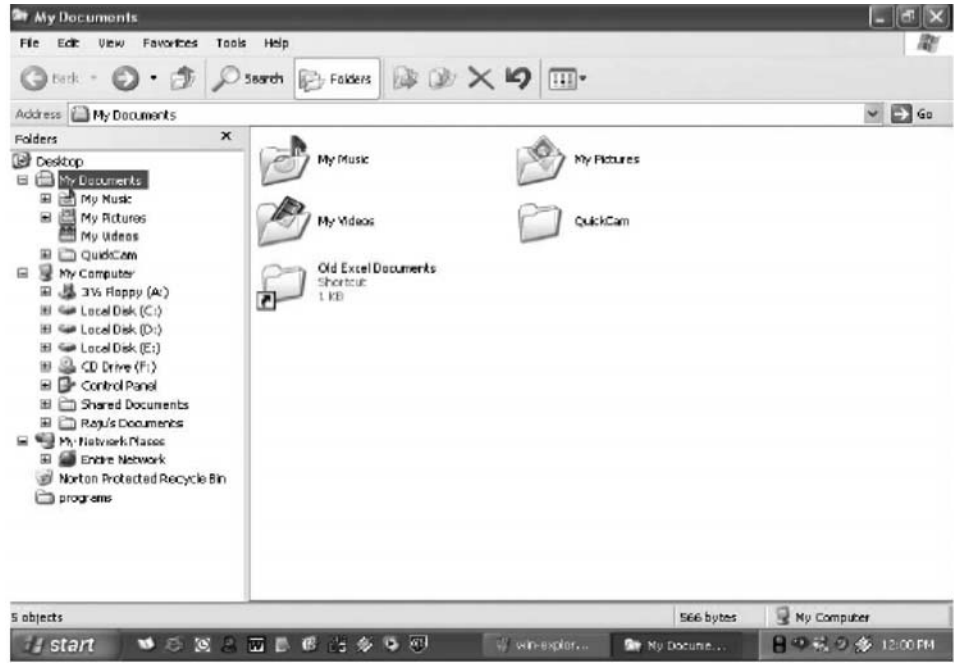 My Documents
File Edit View Favorites Tools Help
Back Search Folders
Address My Documents Go
Folders x
Desktop
My Documents
My Music
My Pictures
My Videos
QuickCam
My Computer
3½ Floppy (A:)
Local Disk (C:)
Local Disk (D:)
Local Disk (E:)
CD Drive (F:)
Control Panel
Shared Documents
Raju's Documents
My Network Places
Entire Network
Norton Protected Recycle Bin
programs
My Music
My Pictures
My Videos
QuickCam
Old Excel Documents
Shortcut
1 KB
5 objects
566 bytes
My Computer
start
win-explor...
My Docume...
12:00 PM